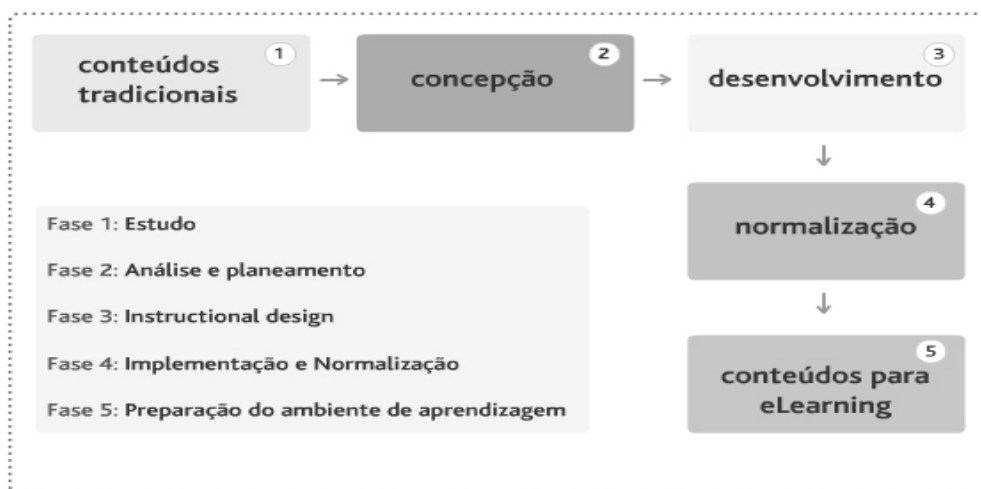 1
conteúdos
tradicionais
→
2
concepção
→
3
desenvolvimento
↓
4
normalização
↓
5
conteúdos para
eLearning
Fase 1: Estudo
Fase 2: Análise e planeamento
Fase 3: Instructional design
Fase 4: Implementação e Normalização
Fase 5: Preparação do ambiente de aprendizagem